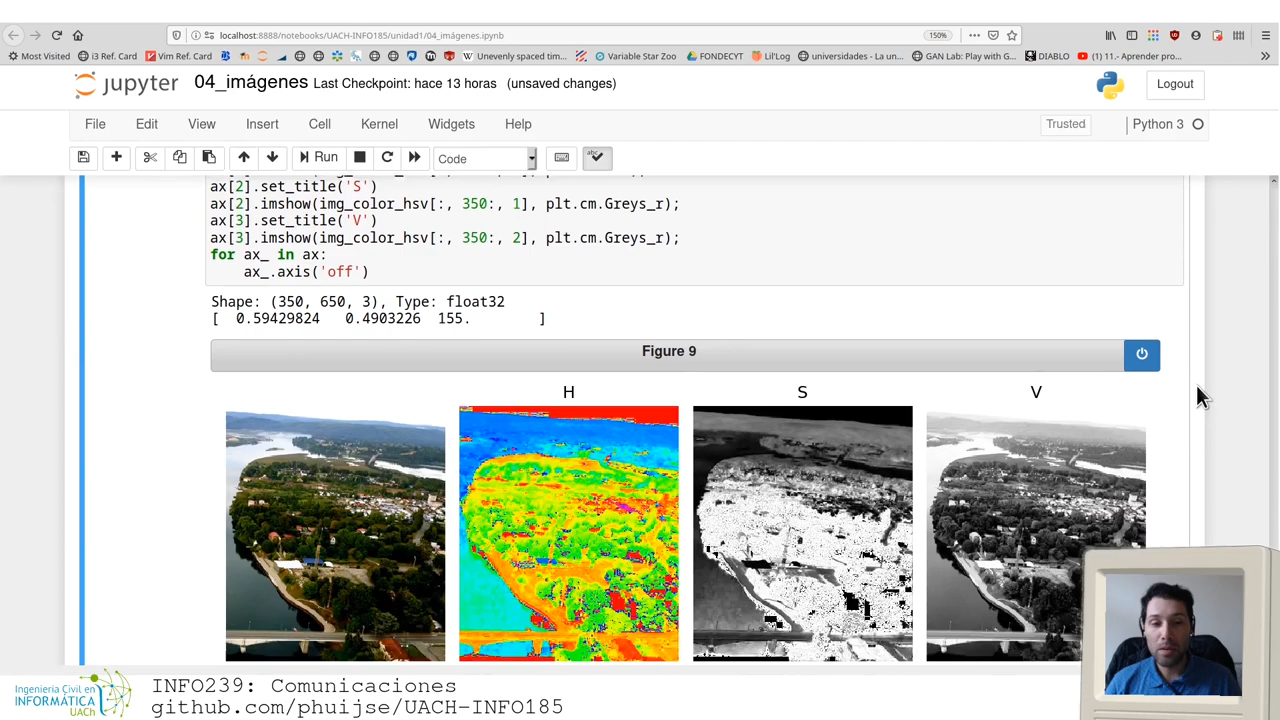 localhost:8888/notebooks/UACH-INFO185/unidad1/04_imágenes.ipynb
150%
Most Visited
i3 Ref. Card
Vim Ref. Card
Unevenly spaced tim...
Variable Star Zoo
FONDECYT
Lil'Log
universidades - La un...
GAN Lab: Play with G...
DIABLO
(1) 11.- Aprender pro...
jupyter 04_imágenes Last Checkpoint: hace 13 horas (unsaved changes)
Logout
File Edit View Insert Cell Kernel Widgets Help
Trusted
Python 3
Run
Code
ax[2].set_title('S')
ax[2].imshow(img_color_hsv[:, 350:, 1], plt.cm.Greys_r);
ax[3].set_title('V')
ax[3].imshow(img_color_hsv[:, 350:, 2], plt.cm.Greys_r);
for ax_ in ax:
    ax_.axis('off')
Shape: (350, 650, 3), Type: float32
[ 0.59429824 0.4903226 155. ]
Figure 9
H
S
V
Ingeniería Civil en
INFORMÁTICA
UACh
INFO239: Comunicaciones
github.com/phuijse/UACH-INFO185